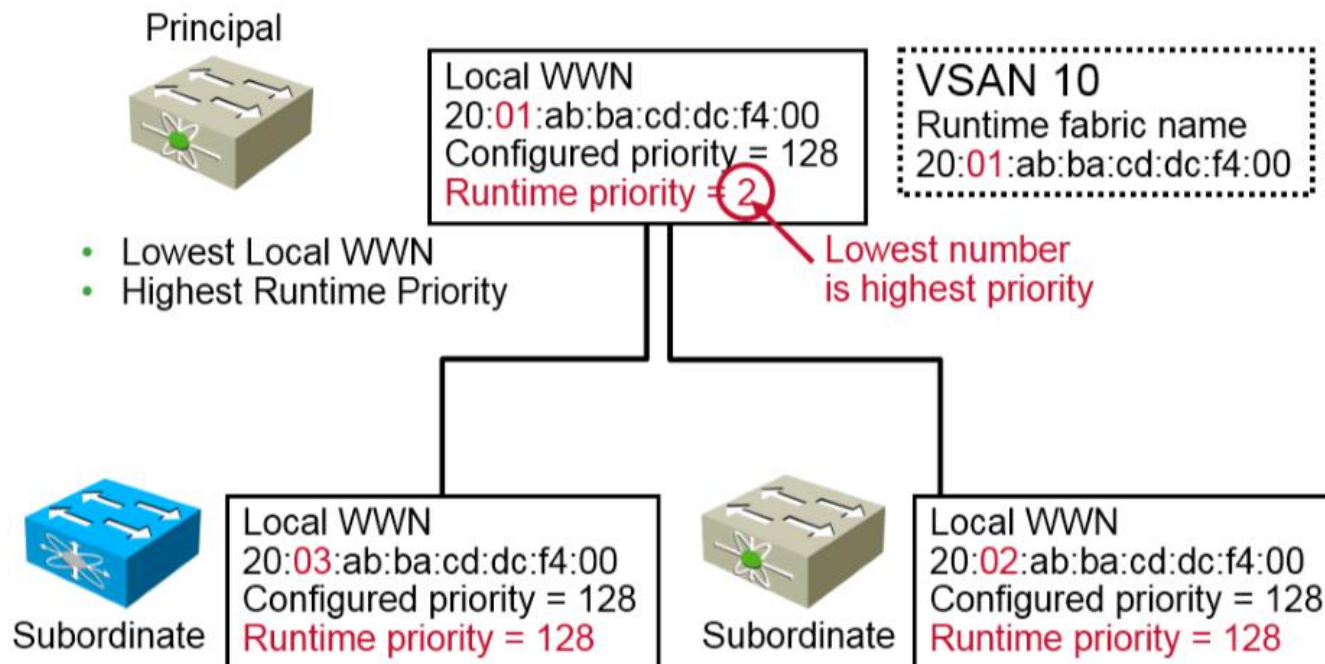 Principal
Local WWN
20:01:ab:ba:cd:dc:f4:00
Configured priority = 128
Runtime priority = 2
VSAN 10
Runtime fabric name
20:01:ab:ba:cd:dc:f4:00
• Lowest Local WWN
• Highest Runtime Priority
Lowest number
is highest priority
Subordinate
Local WWN
20:03:ab:ba:cd:dc:f4:00
Configured priority = 128
Runtime priority = 128
Subordinate
Local WWN
20:02:ab:ba:cd:dc:f4:00
Configured priority = 128
Runtime priority = 128